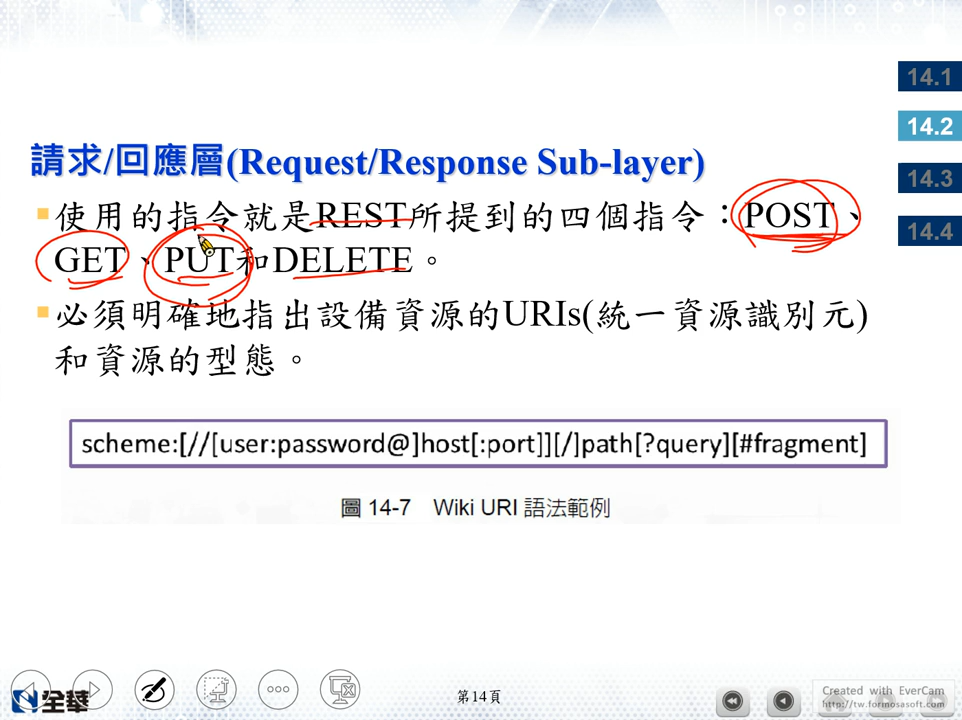 14.1
14.2
14.3
14.4
請求/回應層(Request/Response Sub-layer)
使用的指令就是REST所提到的四個指令：POST、
GET、PUT和DELETE。
必須明確地指出設備資源的URIs(統一資源識別元)
和資源的型態。
scheme:[//[user:password@]host[:port]][/]path[?query][#fragment]
圖 14-7 Wiki URI 語法範例
全華
第14頁
Created with EverCam
http://tw.formosasoft.com